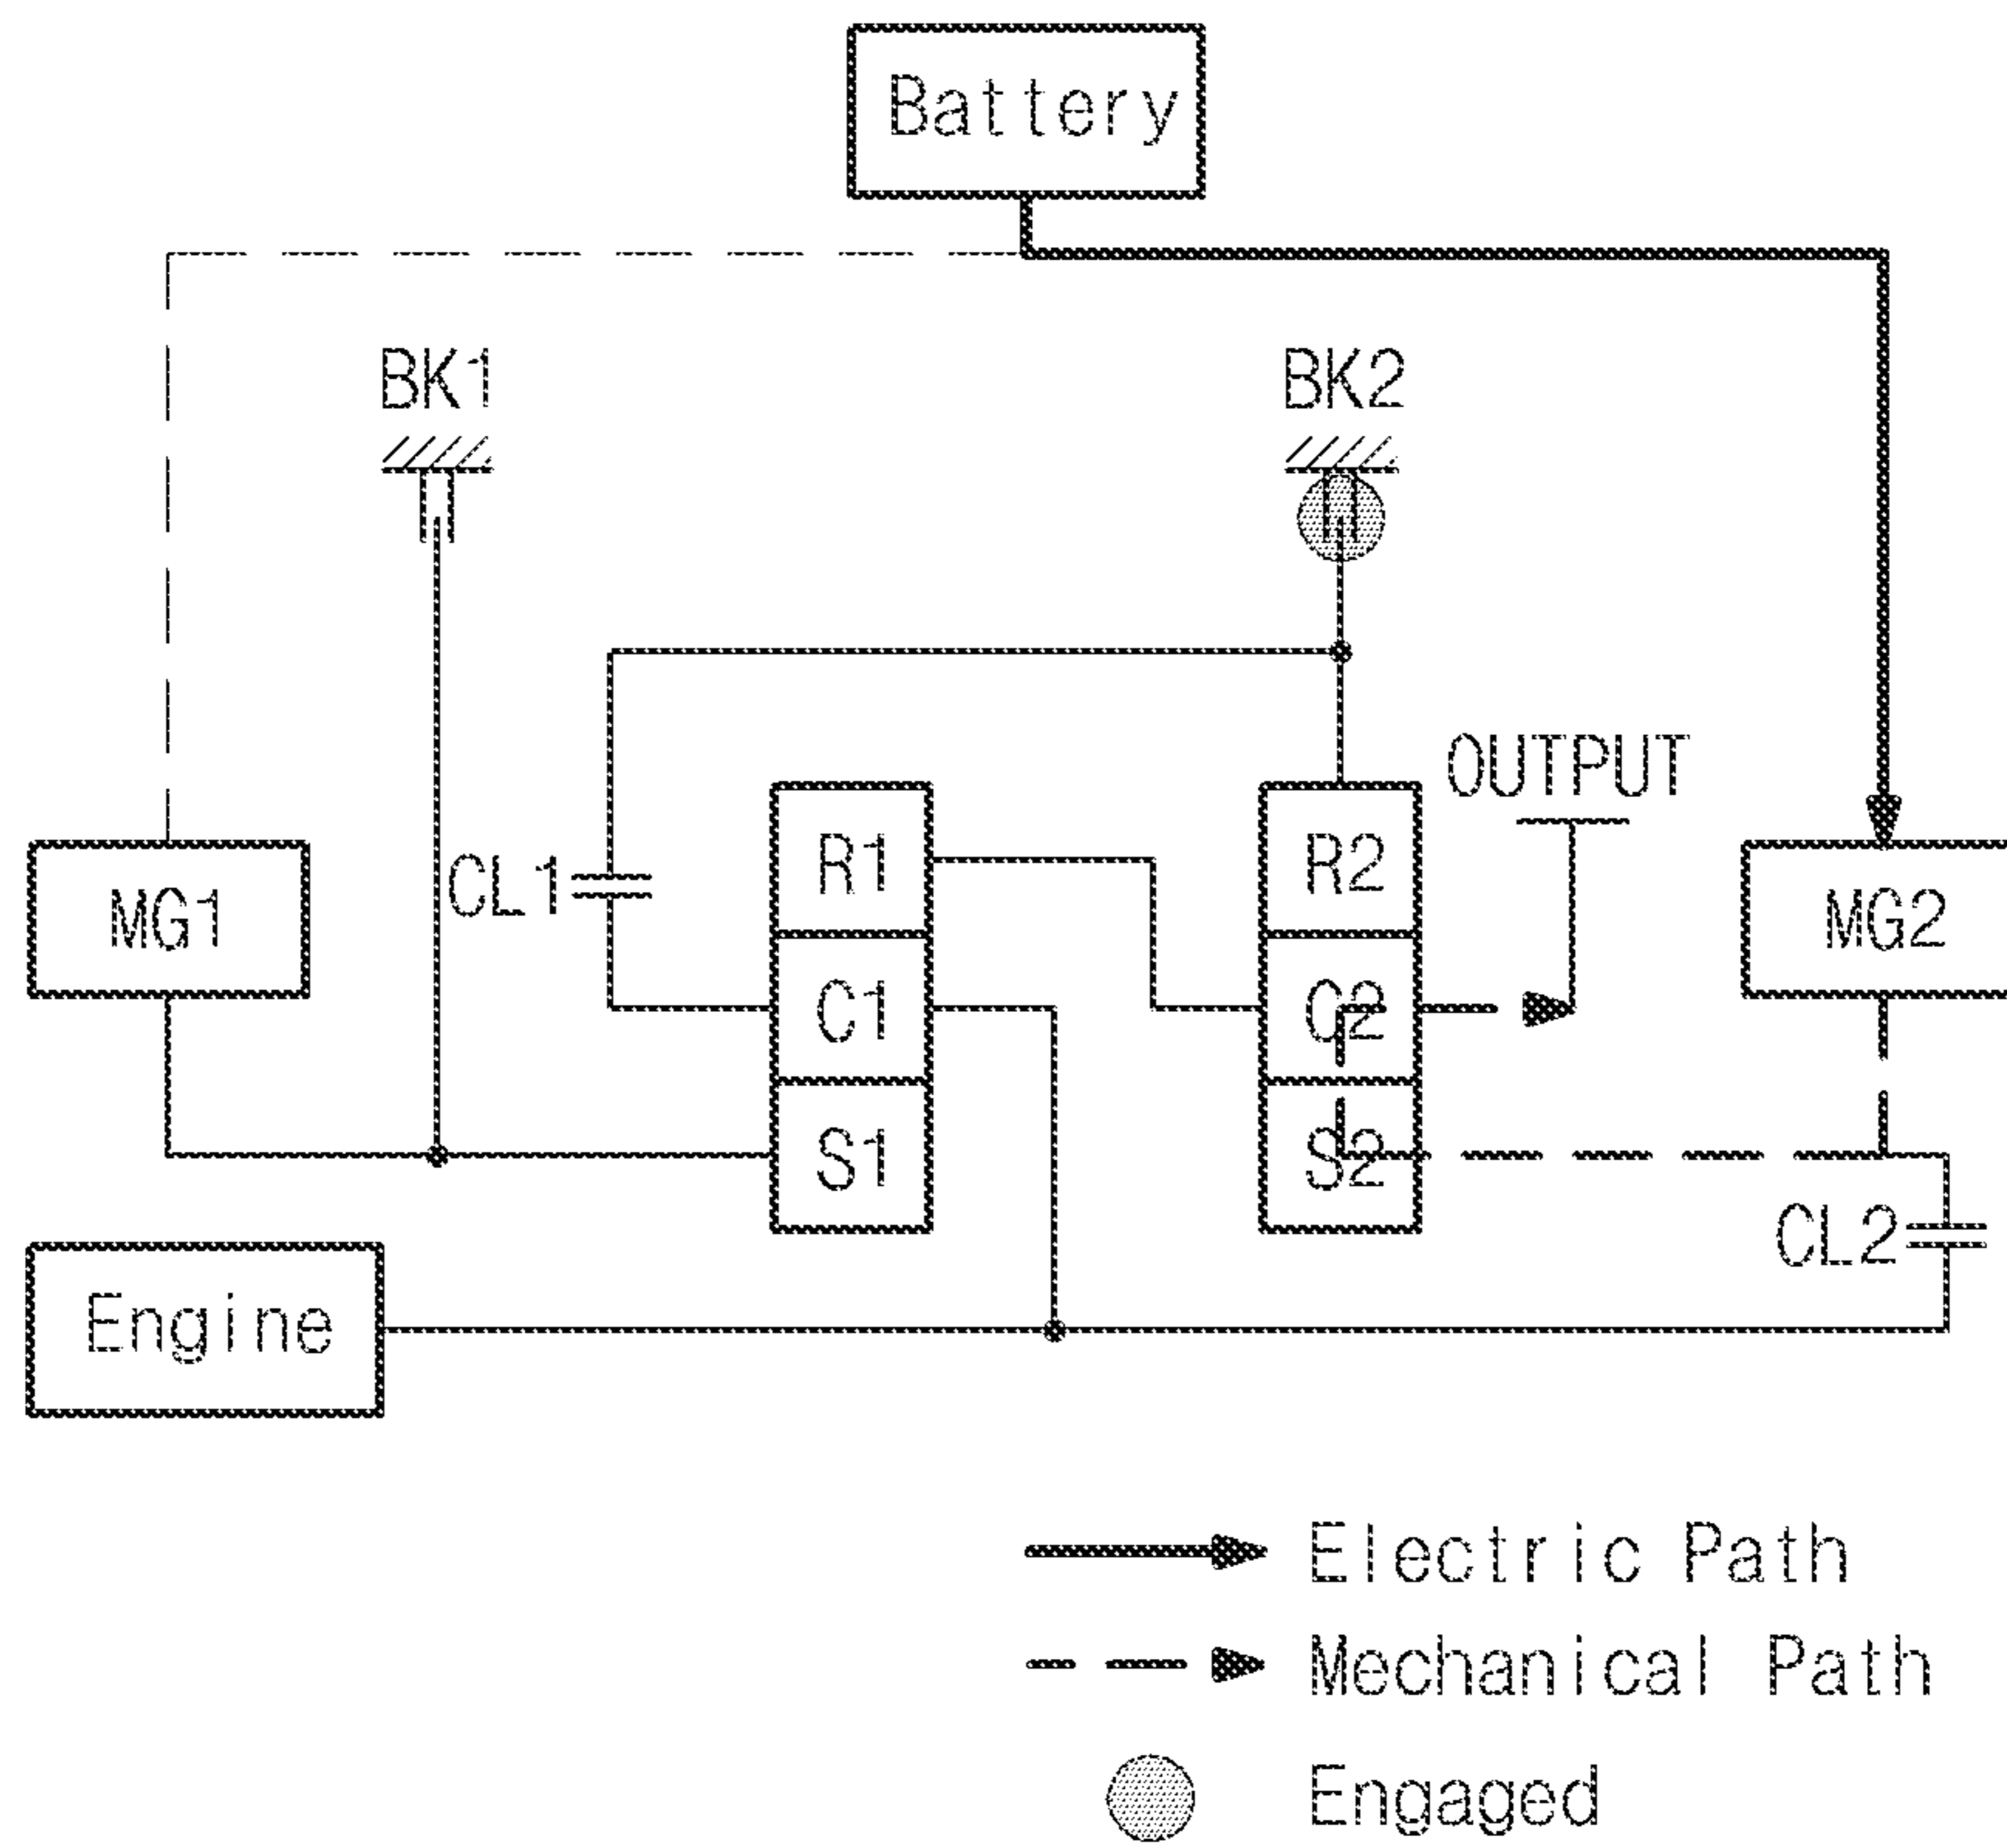 Battery
BK1
BK2
OUTPUT
MG1
CL1
R1
R2
MG2
C1
C2
S1
S2
CL2
Engine
Electric Path
Mechanical Path
Engaged